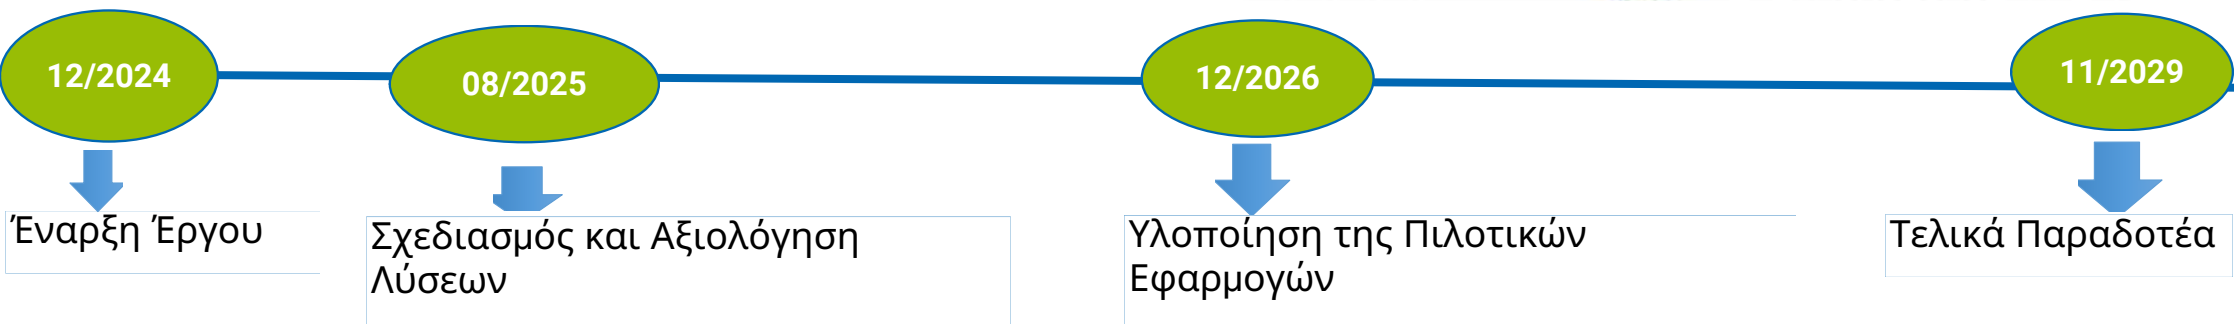 12/2024
08/2025
12/2026
11/2029
Έναρξη Έργου
Σχεδιασμός και Αξιολόγηση
Λύσεων
Υλοποίηση της Πιλοτικών
Εφαρμογών
Τελικά Παραδοτέα